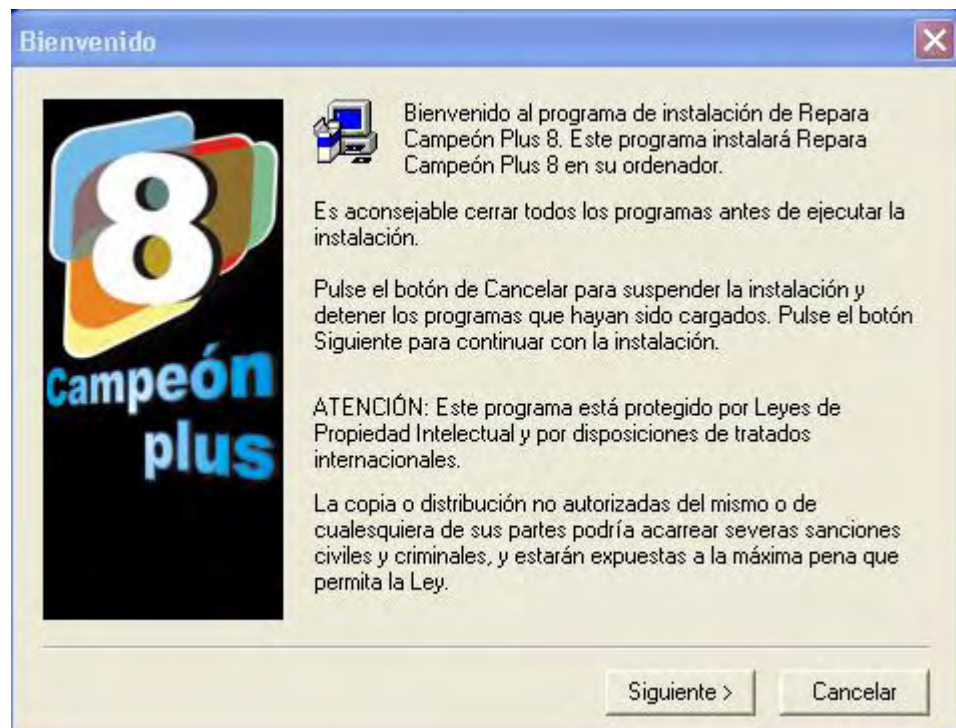 Bienvenido
8
Campeón
plus
Bienvenido al programa de instalación de Repara
Campeón Plus 8. Este programa instalará Repara
Campeón Plus 8 en su ordenador.
Es aconsejable cerrar todos los programas antes de ejecutar la
instalación.
Pulse el botón de Cancelar para suspender la instalación y
detener los programas que hayan sido cargados. Pulse el botón
Siguiente para continuar con la instalación.
ATENCIÓN: Este programa está protegido por Leyes de
Propiedad Intelectual y por disposiciones de tratados
internacionales.
La copia o distribución no autorizadas del mismo o de
cualesquiera de sus partes podría acarrear severas sanciones
civiles y criminales, y estarán expuestas a la máxima pena que
permita la Ley.
Siguiente >
Cancelar